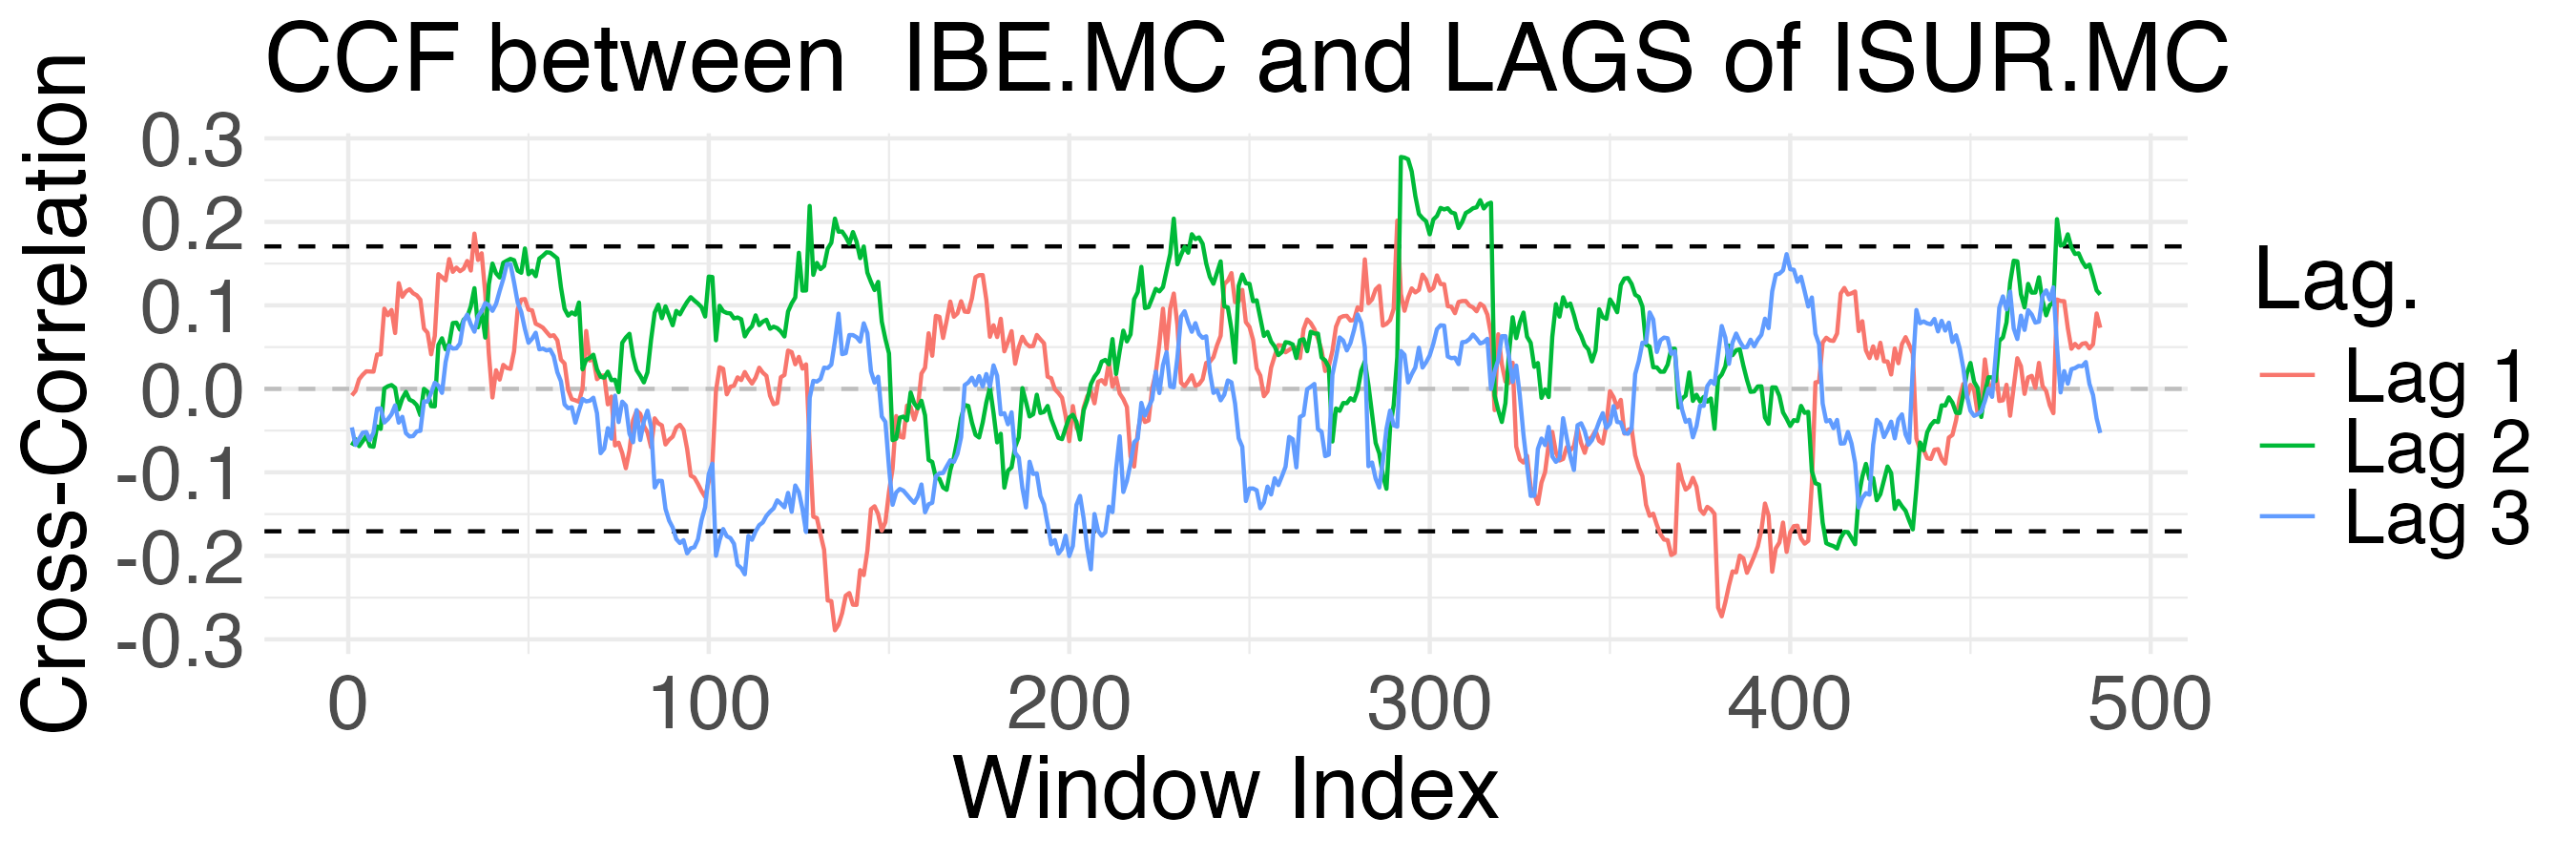 CCF between  IBE.MC and LAGS of ISUR.MC
Cross-Correlation
0.3
0.2
0.1
0.0
-0.1
-0.2
-0.3
0 100 200 300 400 500
Window Index
Lag.
Lag 1
Lag 2
Lag 3